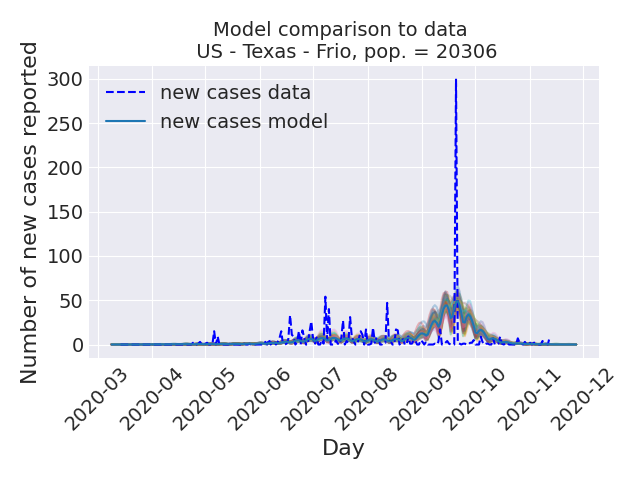 Model comparison to data
US - Texas - Frio, pop. = 20306
new cases data
new cases model
Number of new cases reported
300
250
200
150
100
50
0
2020-03
2020-04
2020-05
2020-06
2020-07
2020-08
2020-09
2020-10
2020-11
2020-12
Day